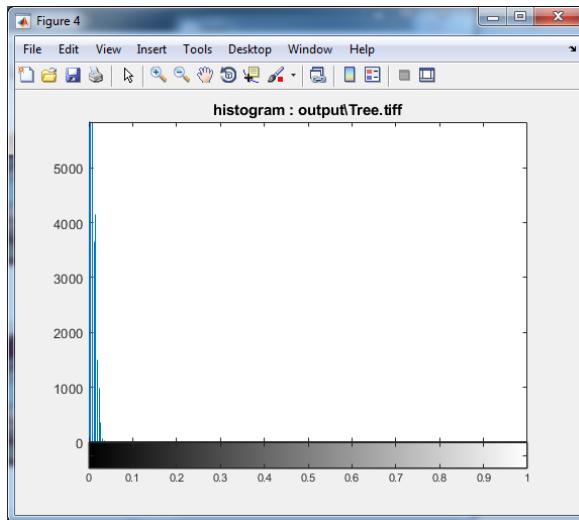 Figure 4
File Edit View Insert Tools Desktop Window Help
histogram : output\Tree.tiff
5000
4000
3000
2000
1000
0
0 0.1 0.2 0.3 0.4 0.5 0.6 0.7 0.8 0.9 1